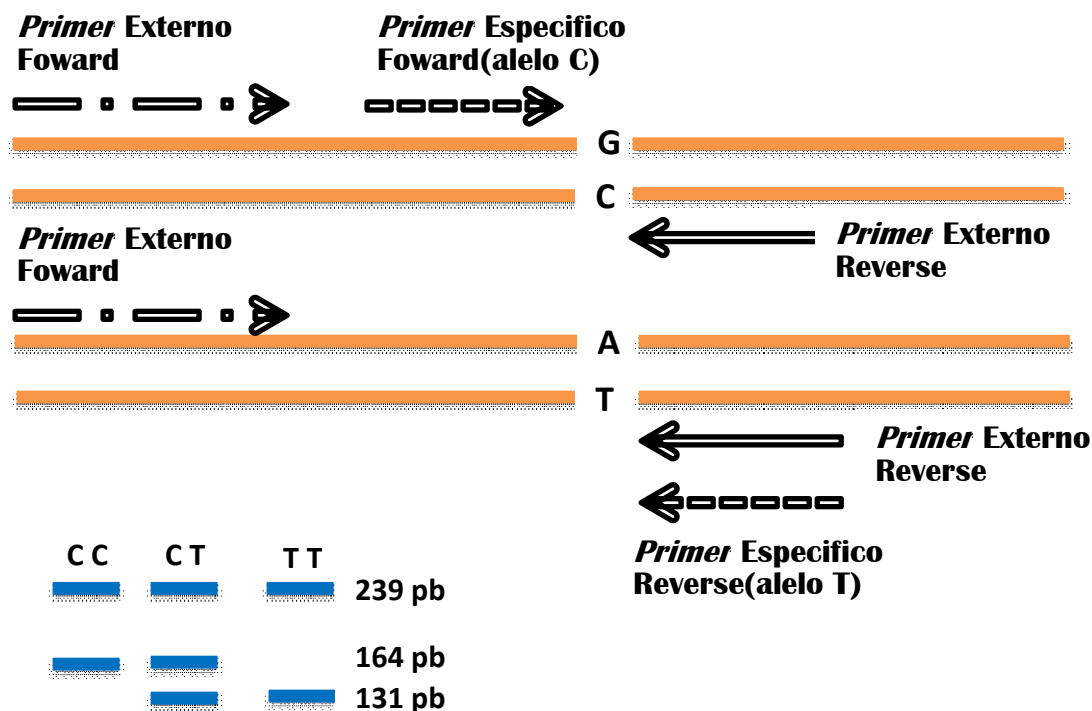 Primer Externo
Foward
Primer Especifico
Foward(alelo C)
G
C
Primer Externo
Foward
Primer Externo
Reverse
A
T
Primer Externo
Reverse
Primer Especifico
Reverse(alelo T)
C C
C T
T T
239 pb
164 pb
131 pb